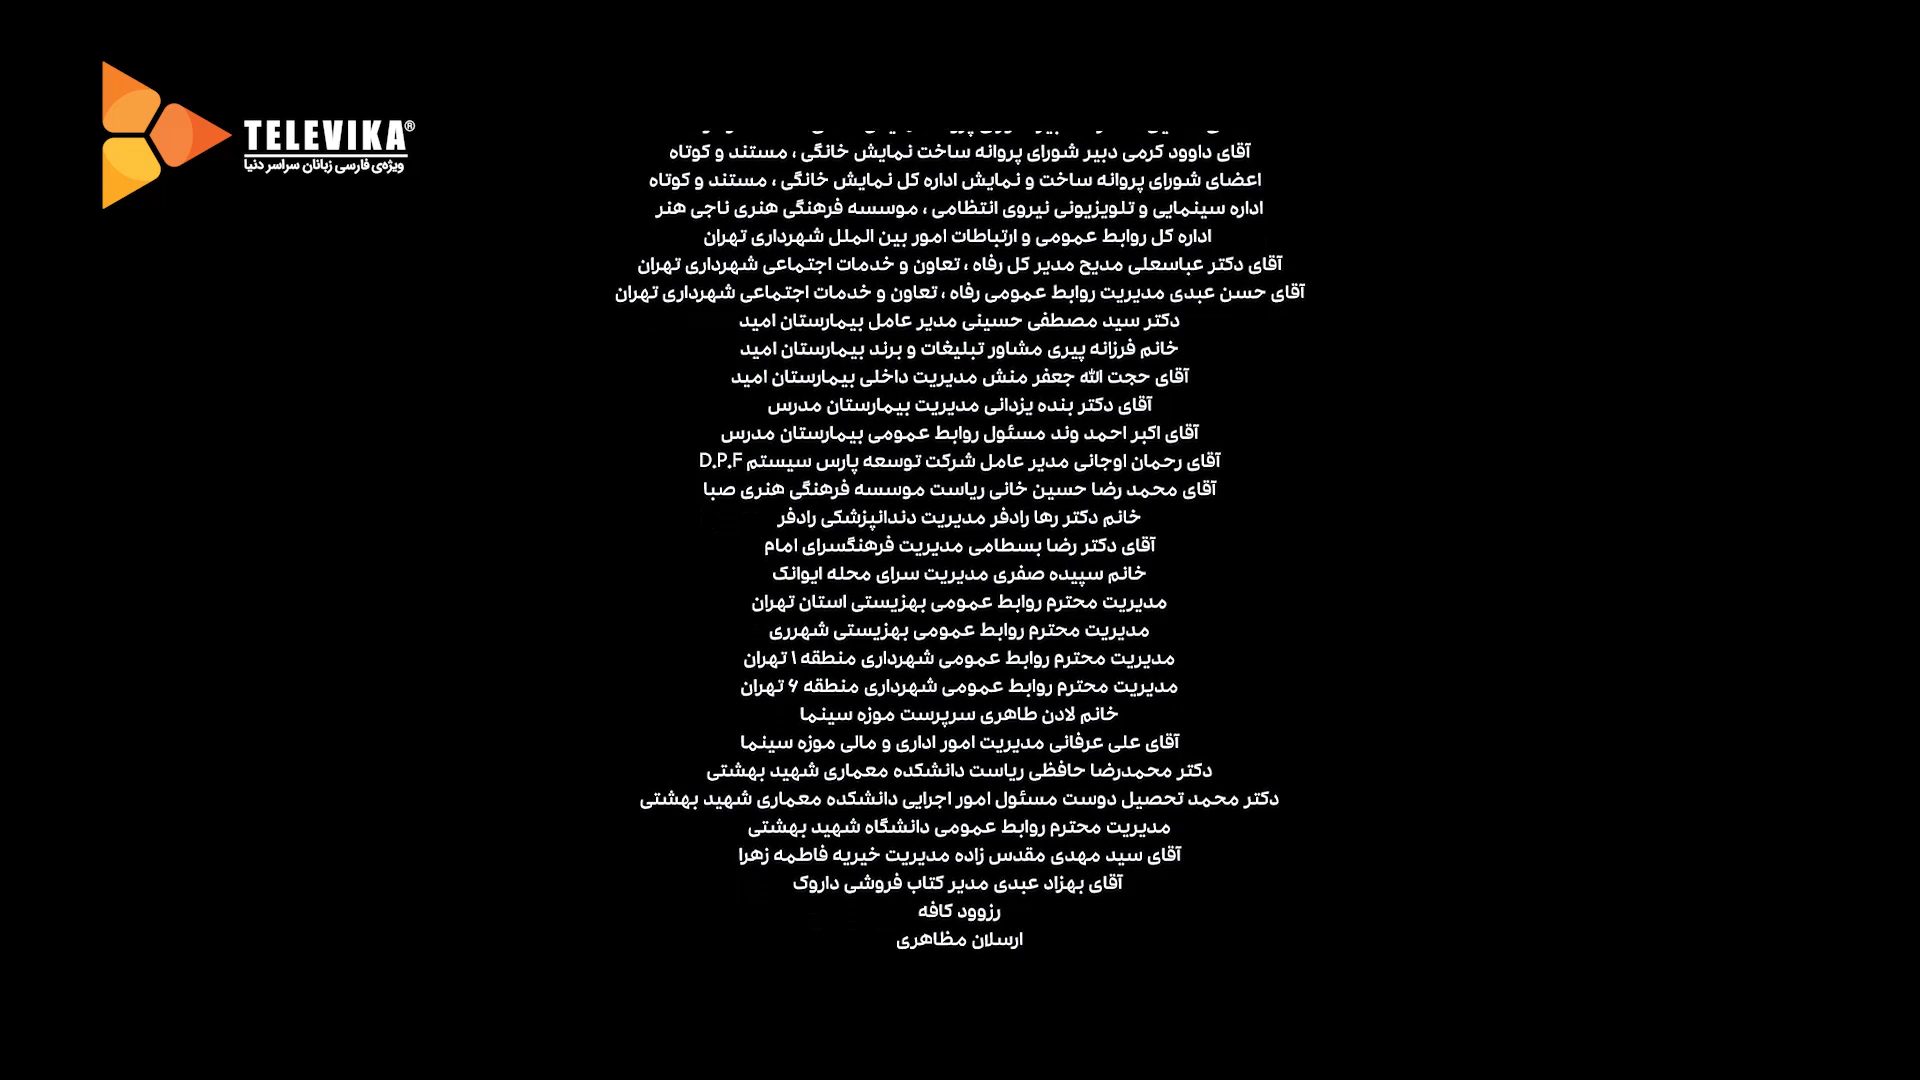 TELEVIKA®
ویژه‌ی فارسی زبانان سراسر دنیا
آقای داوود کرمی دبیر شورای پروانه ساخت نمایش خانگی ، مستند و کوتاه
اعضای شورای پروانه ساخت و نمایش اداره کل نمایش خانگی ، مستند و کوتاه
اداره سینمایی و تلویزیونی نیروی انتظامی ، موسسه فرهنگی هنری ناجی هنر
اداره کل روابط عمومی و ارتباطات امور بین الملل شهرداری تهران
آقای دکتر عباسعلی مدیح مدیر کل رفاه ، تعاون و خدمات اجتماعی شهرداری تهران
آقای حسن عبدی مدیریت روابط عمومی رفاه ، تعاون و خدمات اجتماعی شهرداری تهران
دکتر سید مصطفی حسینی مدیر عامل بیمارستان امید
خانم فرزانه پیری مشاور تبلیغات و برند بیمارستان امید
آقای حجت الله جعفر منش مدیریت داخلی بیمارستان امید
آقای دکتر بنده یزدانی مدیریت بیمارستان مدرس
آقای اکبر احمد وند مسئول روابط عمومی بیمارستان مدرس
آقای رحمان اوجانی مدیر عامل شرکت توسعه پارس سیستم D.P.F
آقای محمد رضا حسین خانی ریاست موسسه فرهنگی هنری صبا
خانم دکتر رها رادفر مدیریت دندانپزشکی رادفر
آقای دکتر رضا بسطامی مدیریت فرهنگسرای امام
خانم سپیده صفری مدیریت سرای محله ایوانک
مدیریت محترم روابط عمومی بهزیستی استان تهران
مدیریت محترم روابط عمومی بهزیستی شهرری
مدیریت محترم روابط عمومی شهرداری منطقه ۱ تهران
مدیریت محترم روابط عمومی شهرداری منطقه ۶ تهران
خانم لادن طاهری سرپرست موزه سینما
آقای علی عرفانی مدیریت امور اداری و مالی موزه سینما
دکتر محمدرضا حافظی ریاست دانشکده معماری شهید بهشتی
دکتر محمد تحصیل دوست مسئول امور اجرایی دانشکده معماری شهید بهشتی
مدیریت محترم روابط عمومی دانشگاه شهید بهشتی
آقای سید مهدی مقدس زاده مدیریت خیریه فاطمه زهرا
آقای بهزاد عبدی مدیر کتاب فروشی داروک
رزوود کافه
ارسلان مظاهری